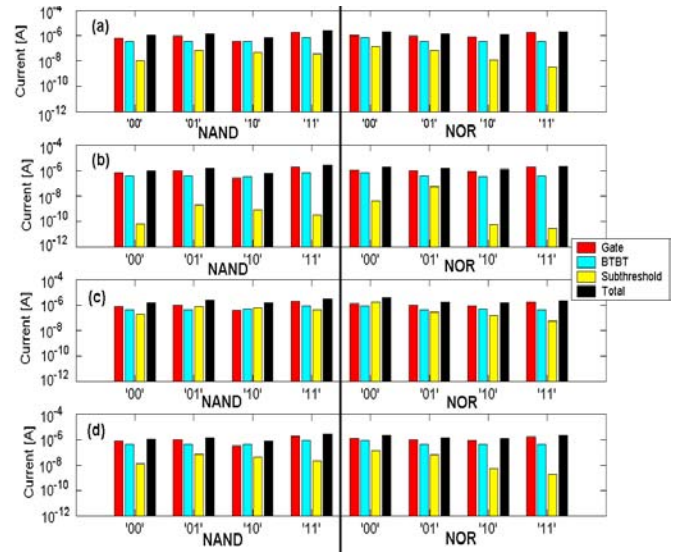 10^-4
(a)
10^-6
10^-8
10^-10
10^-12
Current [A]
'00' '01' '10' '11' '00' '01' '10' '11'
NAND NOR
10^-4
(b)
10^-6
10^-8
10^-10
10^-12
Current [A]
'00' '01' '10' '11' '00' '01' '10' '11'
NAND NOR
Gate
BTBT
Subthreshold
Total
10^-4
(c)
10^-6
10^-8
10^-10
10^-12
Current [A]
'00' '01' '10' '11' '00' '01' '10' '11'
NAND NOR
10^-4
(d)
10^-6
10^-8
10^-10
10^-12
Current [A]
'00' '01' '10' '11' '00' '01' '10' '11'
NAND NOR